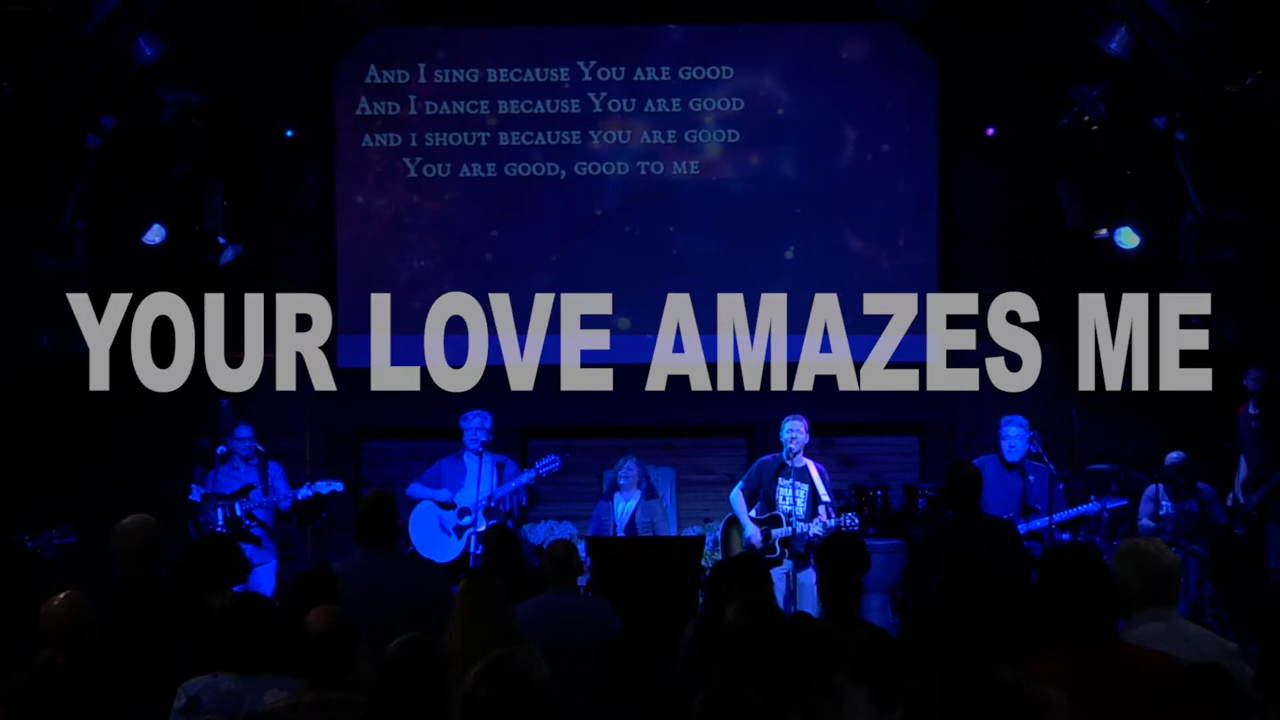 And I sing because You are good
And I dance because You are good
and i shout because you are good
You are good, good to me
YOUR LOVE AMAZES ME